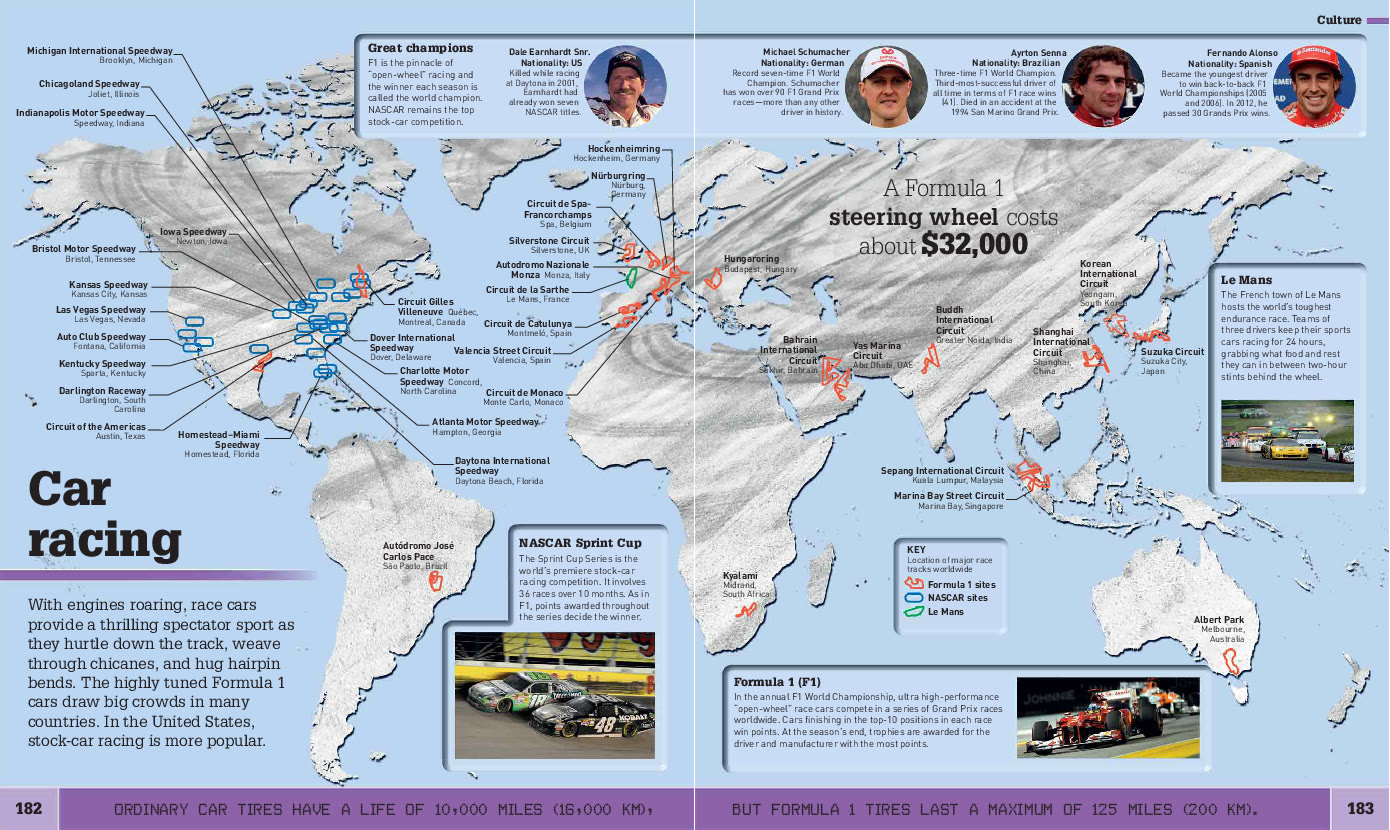 Culture
Michigan International Speedway
Brooklyn, Michigan
Chicagoland Speedway
Joliet, Illinois
Indianapolis Motor Speedway
Speedway, Indiana
Great champions
F1 is the pinnacle of
“open-wheel” racing and
the winner each season is
called the world champion.
NASCAR remains the top
stock-car competition.
Dale Earnhardt Snr.
Nationality: US
Killed while racing
at Daytona in 2001,
Earnhardt had
already won seven
NASCAR titles.
Michael Schumacher
Nationality: German
Record seven-time F1 World
Champion. Schumacher
has won over 90 F1 Grand Prix
races—more than any other
driver in history.
Ayrton Senna
Nationality: Brazilian
Three-time F1 World Champion.
Third-most-successful driver of
all time in terms of F1 race wins
(41). Died in an accident at the
1994 San Marino Grand Prix.
Fernando Alonso
Nationality: Spanish
Became the youngest driver
to win back-to-back F1
World Championships (2005
and 2006). In 2012, he
passed 30 Grands Prix wins.
Iowa Speedway
Newton, Iowa
Bristol Motor Speedway
Bristol, Tennessee
Kansas Speedway
Kansas City, Kansas
Las Vegas Speedway
Las Vegas, Nevada
Auto Club Speedway
Fontana, California
Kentucky Speedway
Sparta, Kentucky
Darlington Raceway
Darlington, South
Carolina
Circuit of the Americas
Austin, Texas
Homestead–Miami
Speedway
Homestead, Florida
Circuit Gilles
Villeneuve Québec,
Montreal, Canada
Dover International
Speedway
Dover, Delaware
Charlotte Motor
Speedway Concord,
North Carolina
Atlanta Motor Speedway
Hampton, Georgia
Daytona International
Speedway
Daytona Beach, Florida
Hockenheimring
Hockenheim, Germany
Nürburgring
Nürburg,
Germany
Circuit de Spa-
Francorchamps
Spa, Belgium
Silverstone Circuit
Silverstone, UK
Autodromo Nazionale
Monza Monza, Italy
Circuit de la Sarthe
Le Mans, France
Circuit de Catulunya
Montmeló, Spain
Valencia Street Circuit
Valencia, Spain
Circuit de Monaco
Monte Carlo, Monaco
Hungaroring
Budapest, Hungary
A Formula 1
steering wheel costs
about $32,000
Bahrain
International
Circuit
Sakhir, Bahrain
Yas Marina
Circuit
Abu Dhabi, UAE
Buddh
International
Circuit
Greater Noida, India
Korean
International
Circuit
Yeongam,
South Korea
Shanghai
International
Circuit
Shanghai,
China
Suzuka Circuit
Suzuka City,
Japan
Sepang International Circuit
Kuala Lumpur, Malaysia
Marina Bay Street Circuit
Marina Bay, Singapore
Le Mans
The French town of Le Mans
hosts the world’s toughest
endurance race. Teams of
three drivers keep their sports
cars racing for 24 hours,
grabbing what food and rest
they can in between two-hour
stints behind the wheel.
Car
racing
With engines roaring, race cars
provide a thrilling spectator sport as
they hurtle down the track, weave
through chicanes, and hug hairpin
bends. The highly tuned Formula 1
cars draw big crowds in many
countries. In the United States,
stock-car racing is more popular.
Autódromo José
Carlos Pace
São Paolo, Brazil
NASCAR Sprint Cup
The Sprint Cup Series is the
world’s premiere stock-car
racing competition. It involves
36 races over 10 months. As in
F1, points awarded throughout
the series decide the winner.
18
48
KOBALT
Kyalami
Midrand,
South Africa
KEY
Location of major race
tracks worldwide
Formula 1 sites
NASCAR sites
Le Mans
Albert Park
Melbourne,
Australia
Formula 1 (F1)
In the annual F1 World Championship, ultra high-performance
“open-wheel” race cars compete in a series of Grand Prix races
worldwide. Cars finishing in the top-10 positions in each race
win points. At the season’s end, trophies are awarded for the
driver and manufacturer with the most points.
182
ORDINARY CAR TIRES HAVE A LIFE OF 10,000 MILES (16,000 KM),
BUT FORMULA 1 TIRES LAST A MAXIMUM OF 125 MILES (200 KM).
183